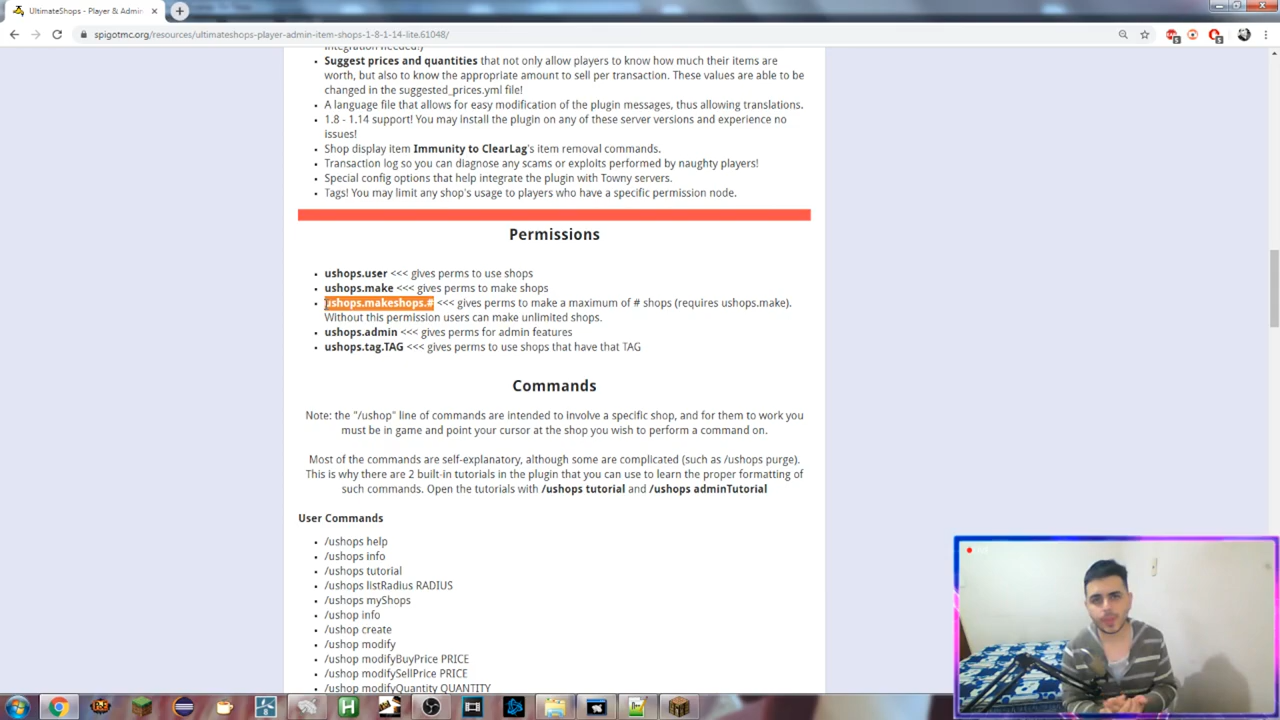 UltimateShops - Player & Admin
spigotmc.org/resources/ultimateshops-player-admin-item-shops-1-8-1-14-lite.61048/
Suggest prices and quantities that not only allow players to know how much their items are
worth, but also to know the appropriate amount to sell per transaction. These values are able to be
changed in the suggested_prices.yml file!
A language file that allows for easy modification of the plugin messages, thus allowing translations.
1.8 - 1.14 support! You may install the plugin on any of these server versions and experience no
issues!
Shop display item Immunity to ClearLag's item removal commands.
Transaction log so you can diagnose any scams or exploits performed by naughty players!
Special config options that help integrate the plugin with Towny servers.
Tags! You may limit any shop's usage to players who have a specific permission node.
Permissions
ushops.user <<< gives perms to use shops
ushops.make <<< gives perms to make shops
ushops.makeshops.# <<< gives perms to make a maximum of # shops (requires ushops.make).
Without this permission users can make unlimited shops.
ushops.admin <<< gives perms for admin features
ushops.tag.TAG <<< gives perms to use shops that have that TAG
Commands
Note: the "/ushop" line of commands are intended to involve a specific shop, and for them to work you
must be in game and point your cursor at the shop you wish to perform a command on.
Most of the commands are self-explanatory, although some are complicated (such as /ushops purge).
This is why there are 2 built-in tutorials in the plugin that you can use to learn the proper formatting of
such commands. Open the tutorials with /ushops tutorial and /ushops adminTutorial
User Commands
/ushops help
/ushops info
/ushops tutorial
/ushops listRadius RADIUS
/ushops myShops
/ushop info
/ushop create
/ushop modify
/ushop modifyBuyPrice PRICE
/ushop modifySellPrice PRICE
/ushop modifyQuantity QUANTITY